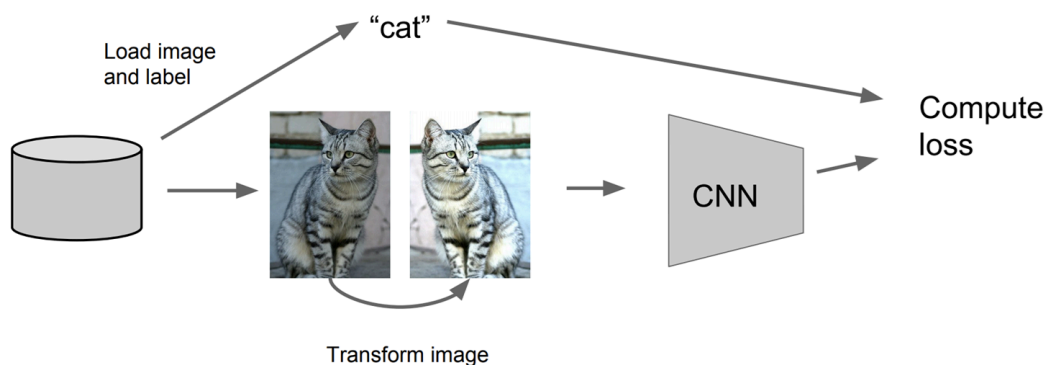 “cat”
Load image
and label
Compute
loss
CNN
Transform image